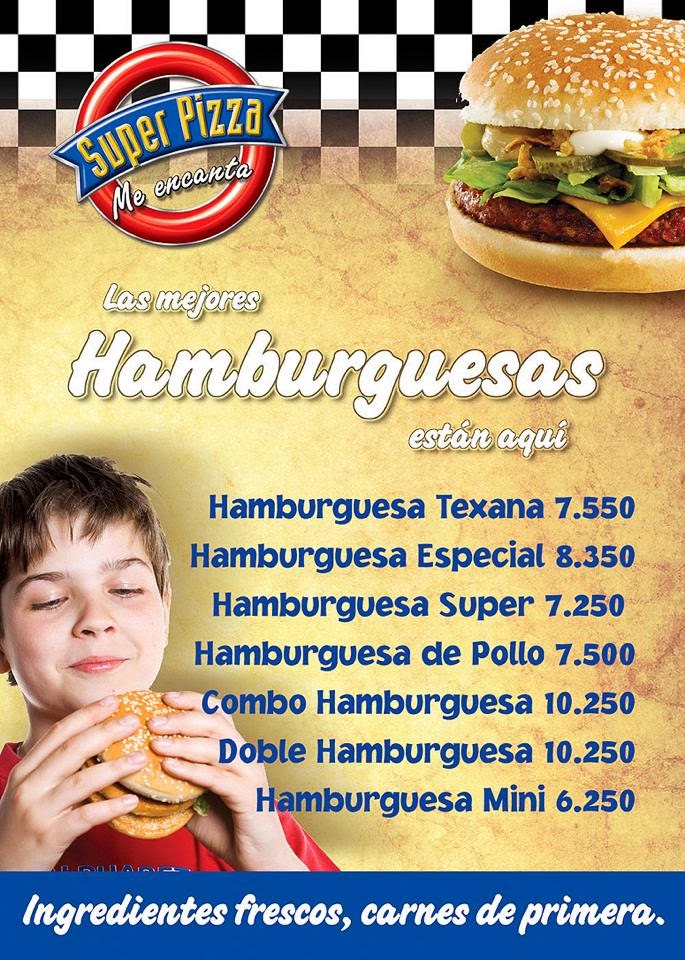 Super Pizza
Me encanta
Las mejores
Hamburguesas
están aquí
Hamburguesa Texana 7.550
Hamburguesa Especial 8.350
Hamburguesa Super 7.250
Hamburguesa de Pollo 7.500
Combo Hamburguesa 10.250
Doble Hamburguesa 10.250
Hamburguesa Mini 6.250
Ingredientes frescos, carnes de primera.